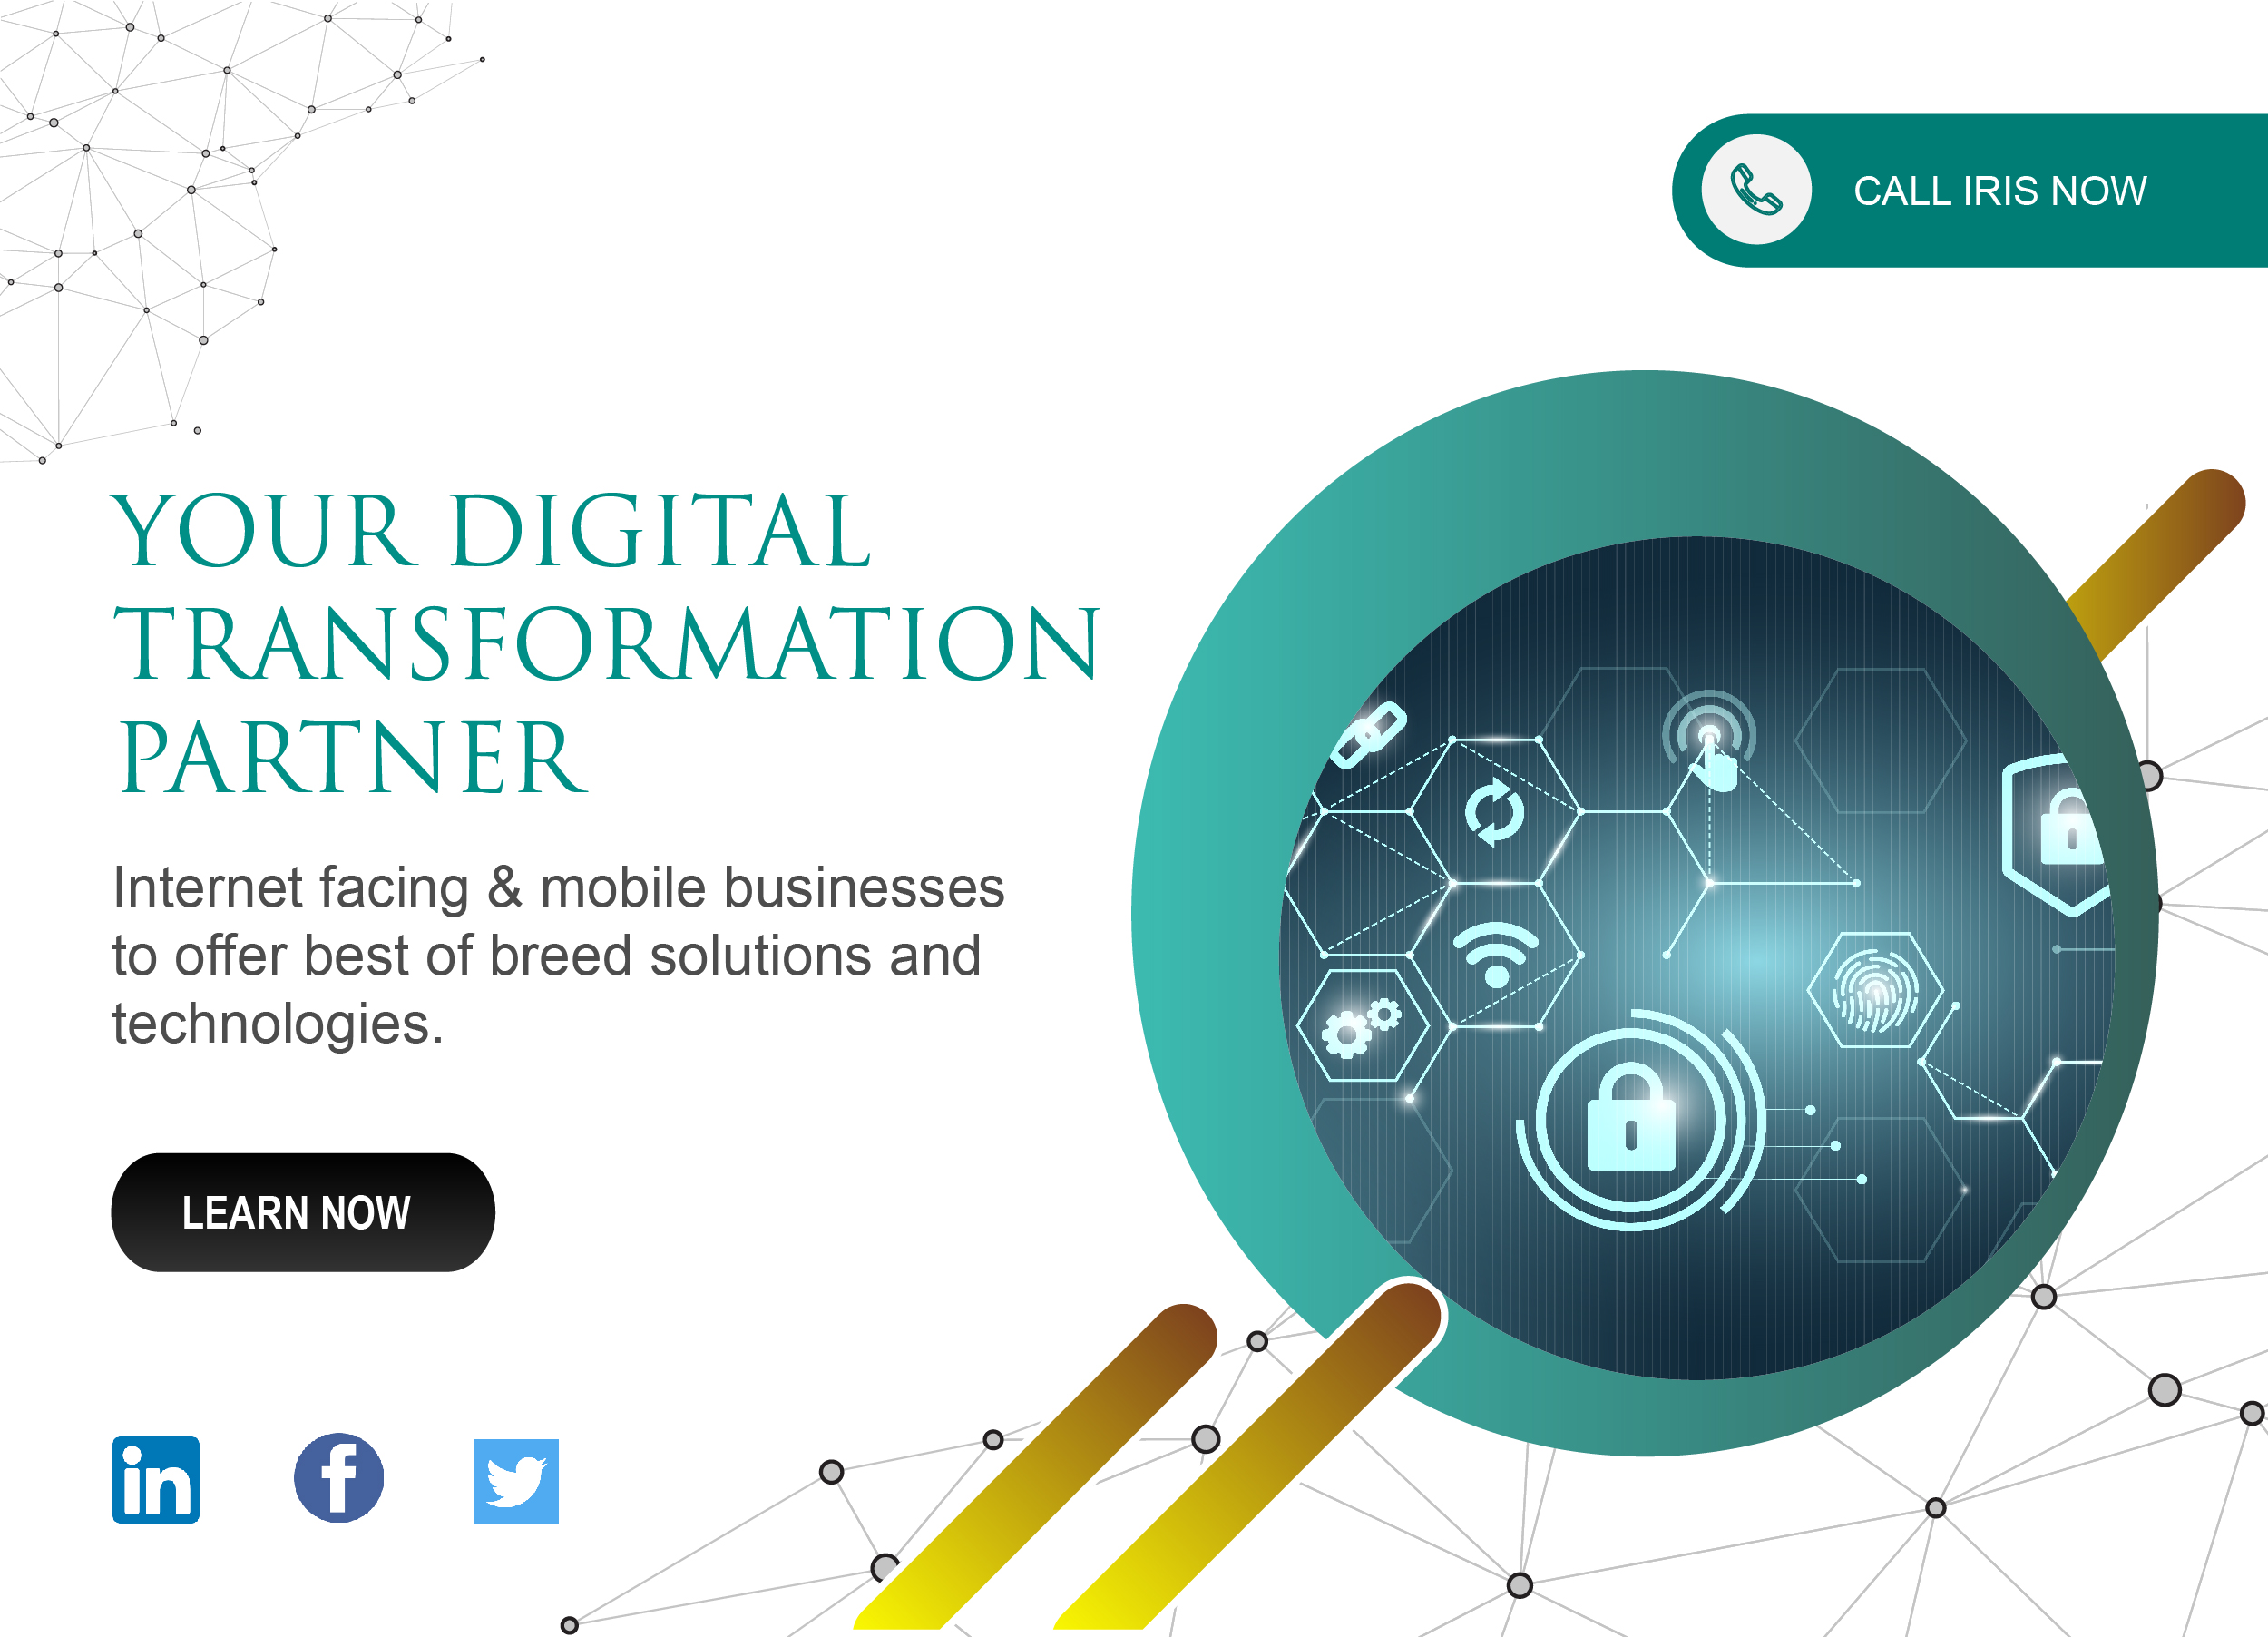 CALL IRIS NOW
YOUR DIGITAL
TRANSFORMATION
PARTNER
Internet facing & mobile businesses
to offer best of breed solutions and
technologies.
LEARN NOW
in
f